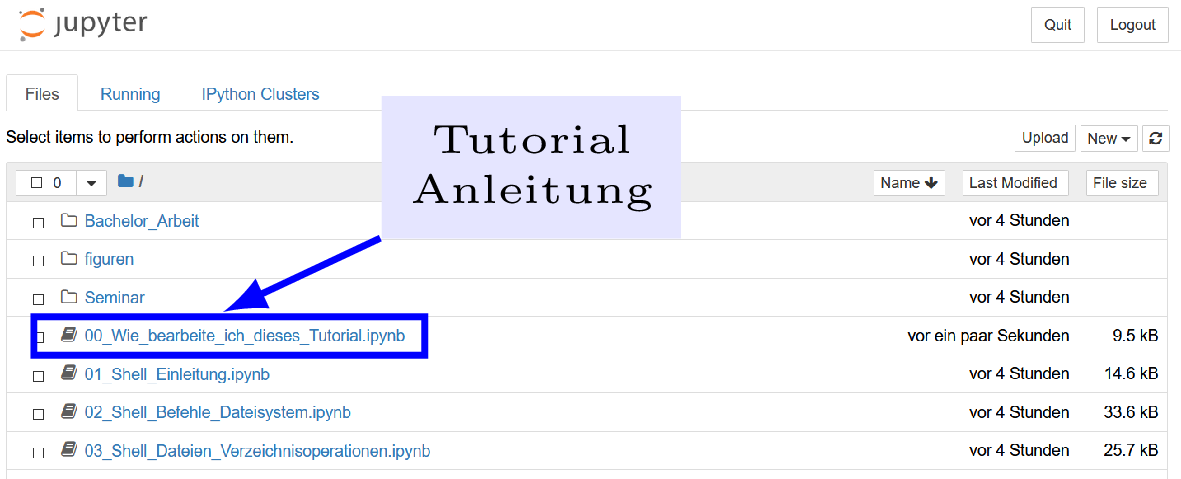 jupyter
Quit Logout
Files Running IPython Clusters
Tutorial
Anleitung
Select items to perform actions on them.
Upload New
0 / Name Last Modified File size
Bachelor_Arbeit vor 4 Stunden
figuren vor 4 Stunden
Seminar vor 4 Stunden
00_Wie_bearbeite_ich_dieses_Tutorial.ipynb vor ein paar Sekunden 9.5 kB
01_Shell_Einleitung.ipynb vor 4 Stunden 14.6 kB
02_Shell_Befehle_Dateisystem.ipynb vor 4 Stunden 33.6 kB
03_Shell_Dateien_Verzeichnisoperationen.ipynb vor 4 Stunden 25.7 kB